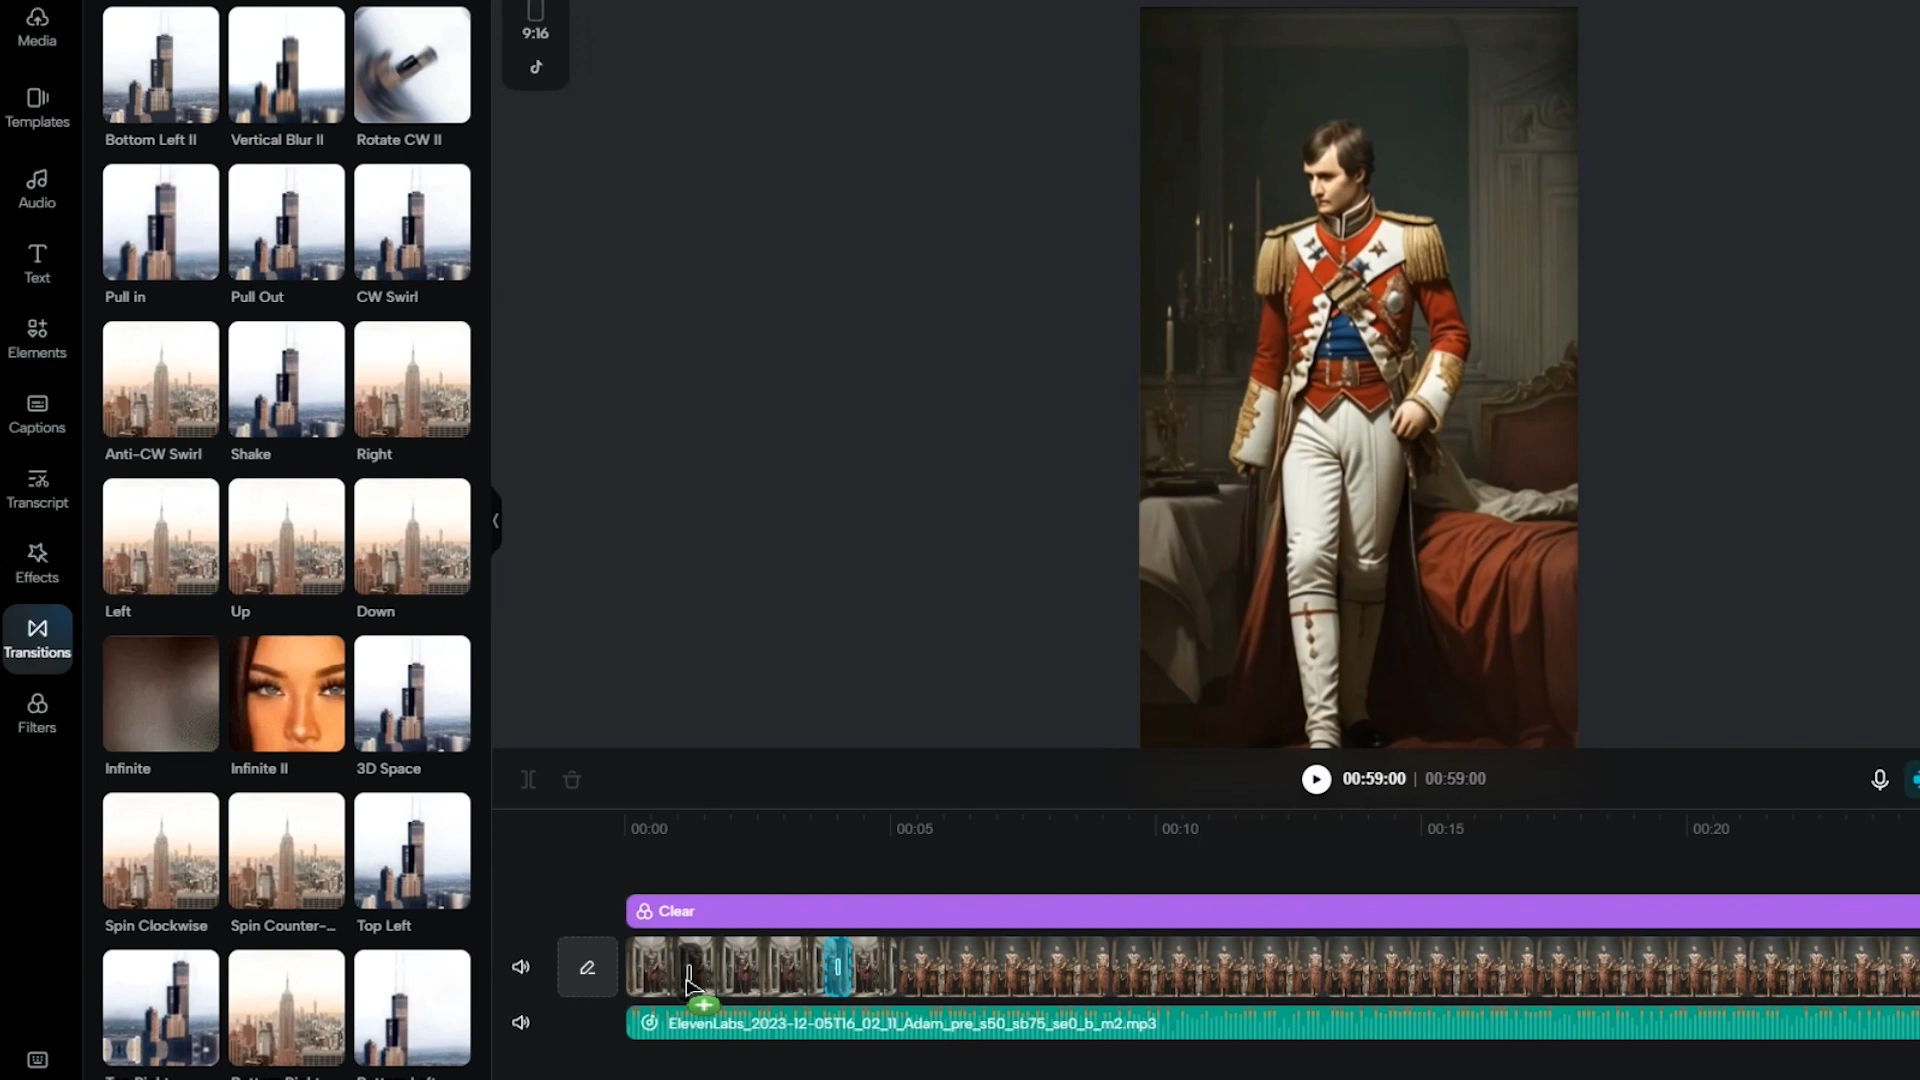 Media
Templates
Audio
Text
Elements
Captions
Transcript
Effects
Transitions
Filters
Bottom Left II
Vertical Blur II
Rotate CW II
Pull in
Pull Out
CW Swirl
Anti-CW Swirl
Shake
Right
Left
Up
Down
Infinite
Infinite II
3D Space
Spin Clockwise
Spin Counter-...
Top Left
9:16
00:59:00 | 00:59:00
00:00
00:05
00:10
00:15
00:20
Clear
ElevenLabs_2023-12-05T16_02_11_Adam_pre_s50_sb75_se0_b_m2.mp3